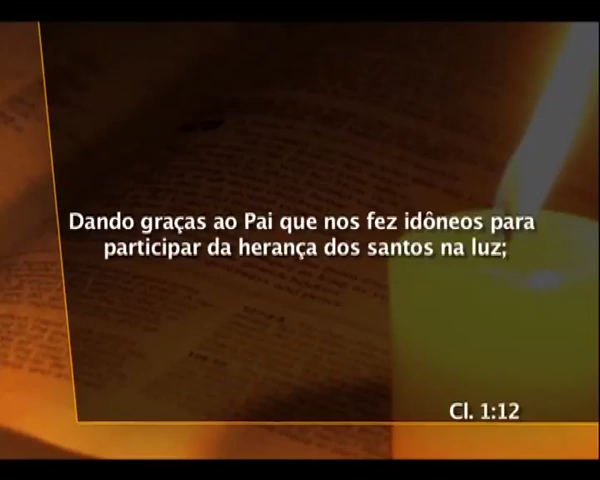 Dando graças ao Pai que nos fez idôneos para
participar da herança dos santos na luz;
Cl. 1:12